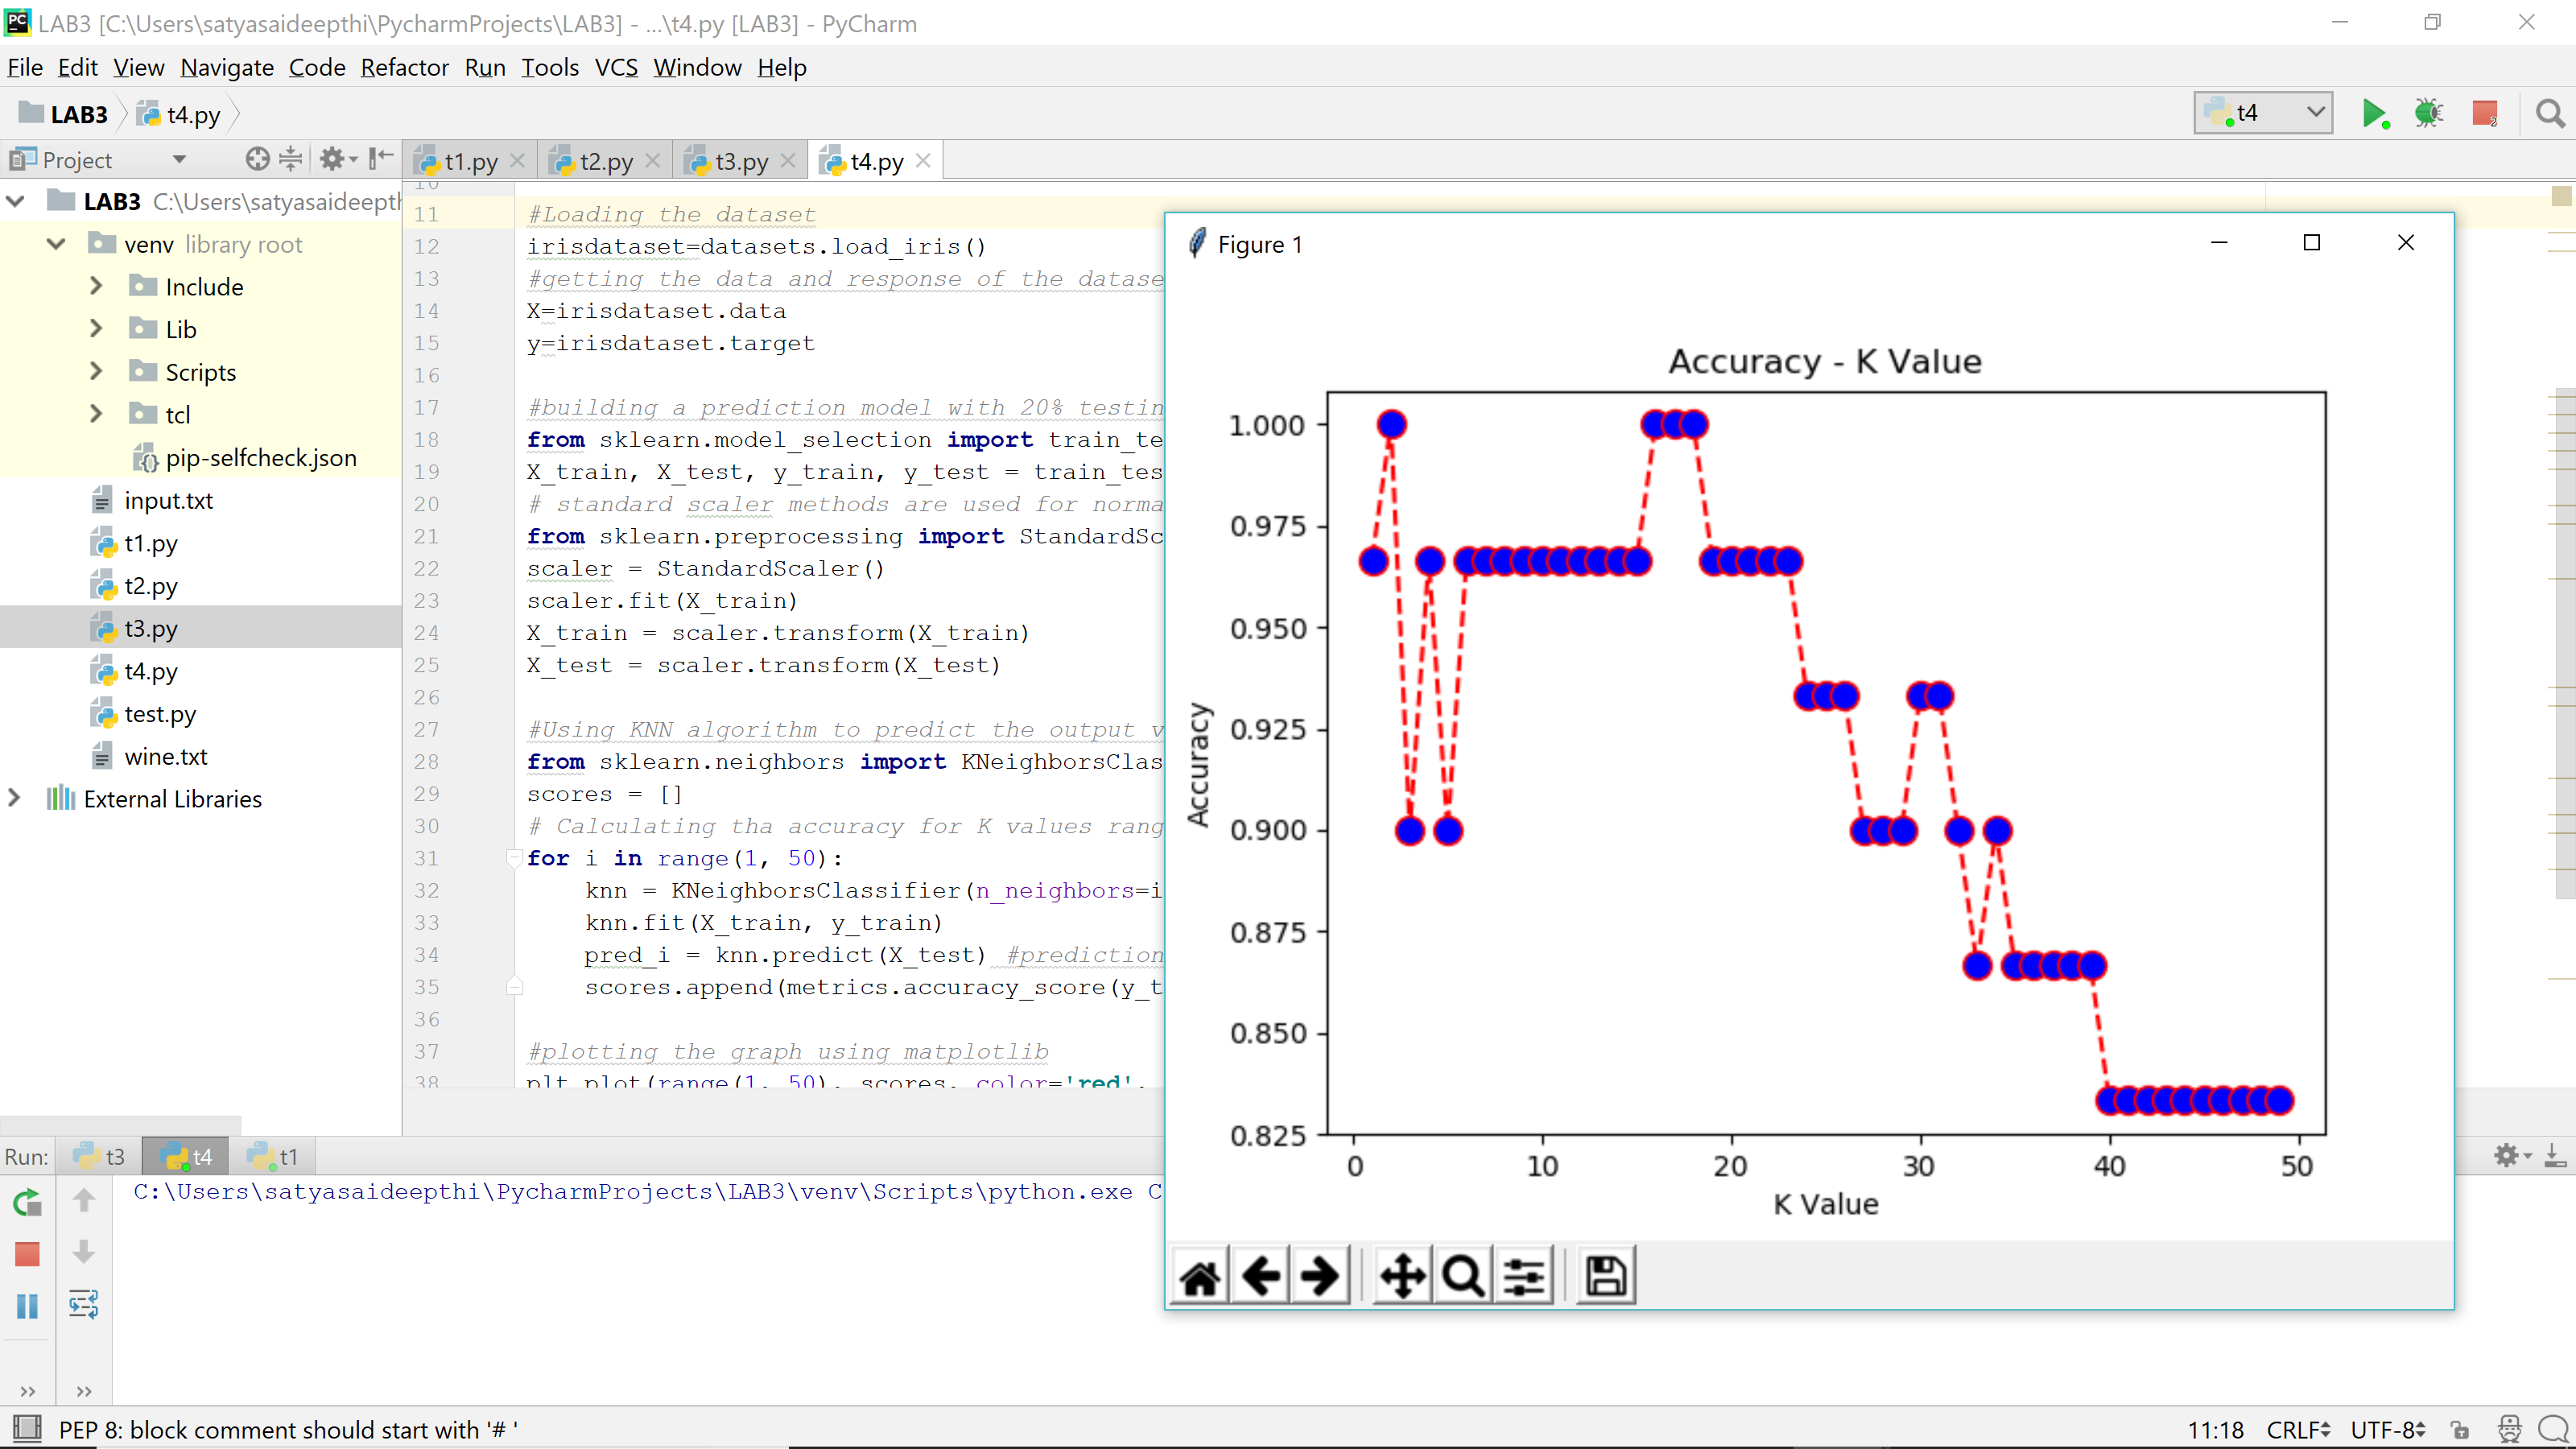 LAB3 [C:\Users\satyasaideepthi\PycharmProjects\LAB3] - ...\t4.py [LAB3] - PyCharm
File Edit View Navigate Code Refactor Run Tools VCS Window Help
LAB3 t4.py
t4
Project
t1.py t2.py t3.py t4.py
LAB3 C:\Users\satyasaideept
venv library root
Include
Lib
Scripts
tcl
pip-selfcheck.json
input.txt
t1.py
t2.py
t3.py
t4.py
test.py
wine.txt
External Libraries
10
11 #Loading the dataset
12 irisdataset=datasets.load_iris()
13 #getting the data and response of the datase
14 X=irisdataset.data
15 y=irisdataset.target
16
17 #building a prediction model with 20% testin
18 from sklearn.model_selection import train_te
19 X_train, X_test, y_train, y_test = train_tes
20 # standard scaler methods are used for norma
21 from sklearn.preprocessing import StandardSc
22 scaler = StandardScaler()
23 scaler.fit(X_train)
24 X_train = scaler.transform(X_train)
25 X_test = scaler.transform(X_test)
26
27 #Using KNN algorithm to predict the output v
28 from sklearn.neighbors import KNeighborsClas
29 scores = []
30 # Calculating tha accuracy for K values rang
31 for i in range(1, 50):
32 knn = KNeighborsClassifier(n_neighbors=i
33 knn.fit(X_train, y_train)
34 pred_i = knn.predict(X_test) #prediction
35 scores.append(metrics.accuracy_score(y_t
36
37 #plotting the graph using matplotlib
38 plt.plot(range(1, 50), scores, color='red',
Figure 1
Accuracy - K Value
Accuracy
1.000
0.975
0.950
0.925
0.900
0.875
0.850
0.825
0 10 20 30 40 50
K Value
Run: t3 t4 t1
C:\Users\satyasaideepthi\PycharmProjects\LAB3\venv\Scripts\python.exe C
PEP 8: block comment should start with '# '
11:18 CRLF UTF-8